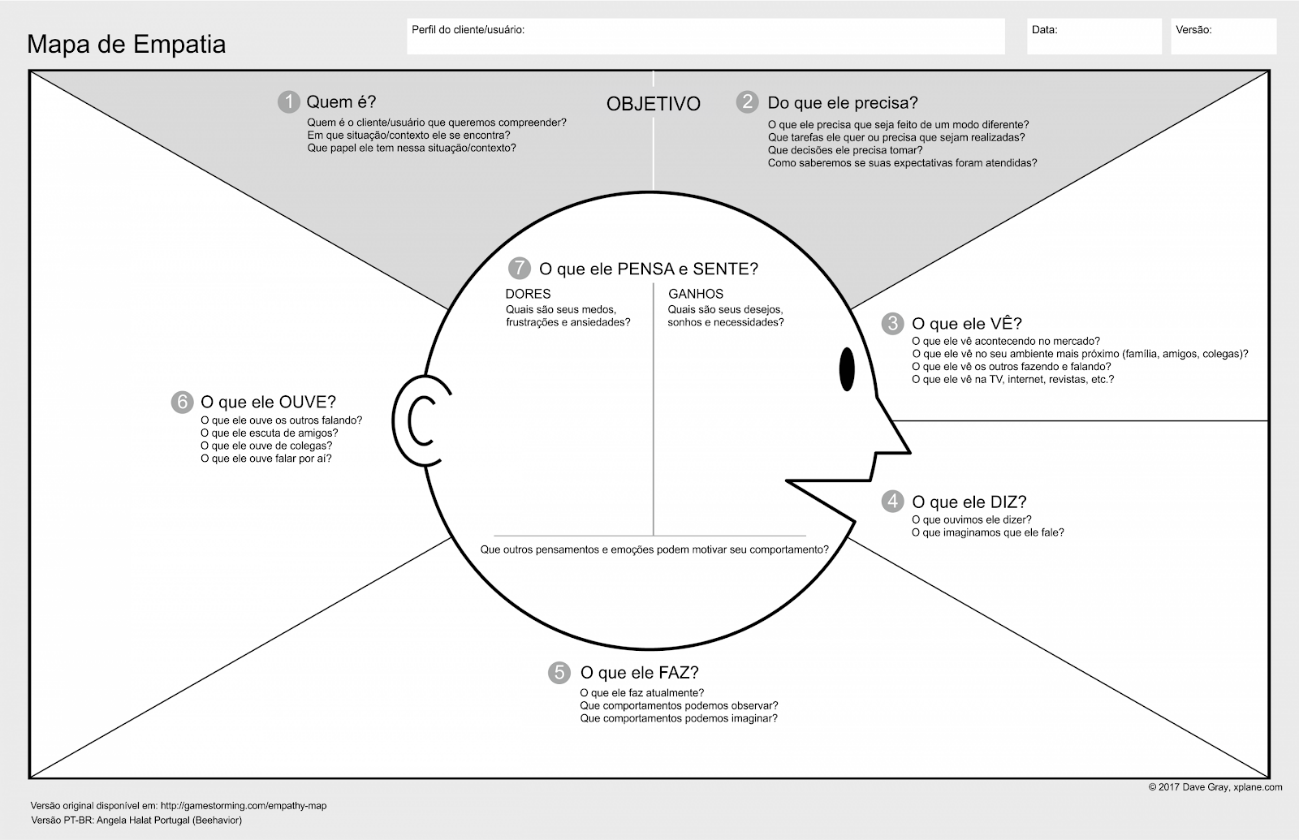 Mapa de Empatia
Perfil do cliente/usuário:
Data:
Versão:
OBJETIVO
1 Quem é?
Quem é o cliente/usuário que queremos compreender?
Em que situação/contexto ele se encontra?
Que papel ele tem nessa situação/contexto?
2 Do que ele precisa?
O que ele precisa que seja feito de um modo diferente?
Que tarefas ele quer ou precisa que sejam realizadas?
Que decisões ele precisa tomar?
Como saberemos se suas expectativas foram atendidas?
3 O que ele VÊ?
O que ele vê acontecendo no mercado?
O que ele vê no seu ambiente mais próximo (família, amigos, colegas)?
O que ele vê os outros fazendo e falando?
O que ele vê na TV, internet, revistas, etc.?
4 O que ele DIZ?
O que ouvimos ele dizer?
O que imaginamos que ele fale?
5 O que ele FAZ?
O que ele faz atualmente?
Que comportamentos podemos observar?
Que comportamentos podemos imaginar?
6 O que ele OUVE?
O que ele ouve os outros falando?
O que ele escuta de amigos?
O que ele ouve de colegas?
O que ele ouve falar por aí?
7 O que ele PENSA e SENTE?
DORES
Quais são seus medos,
frustrações e ansiedades?
GANHOS
Quais são seus desejos,
sonhos e necessidades?
Que outros pensamentos e emoções podem motivar seu comportamento?
© 2017 Dave Gray, xplane.com
Versão original disponível em: http://gamestorming.com/empathy-map
Versão PT-BR: Angela Halat Portugal (Beehavior)